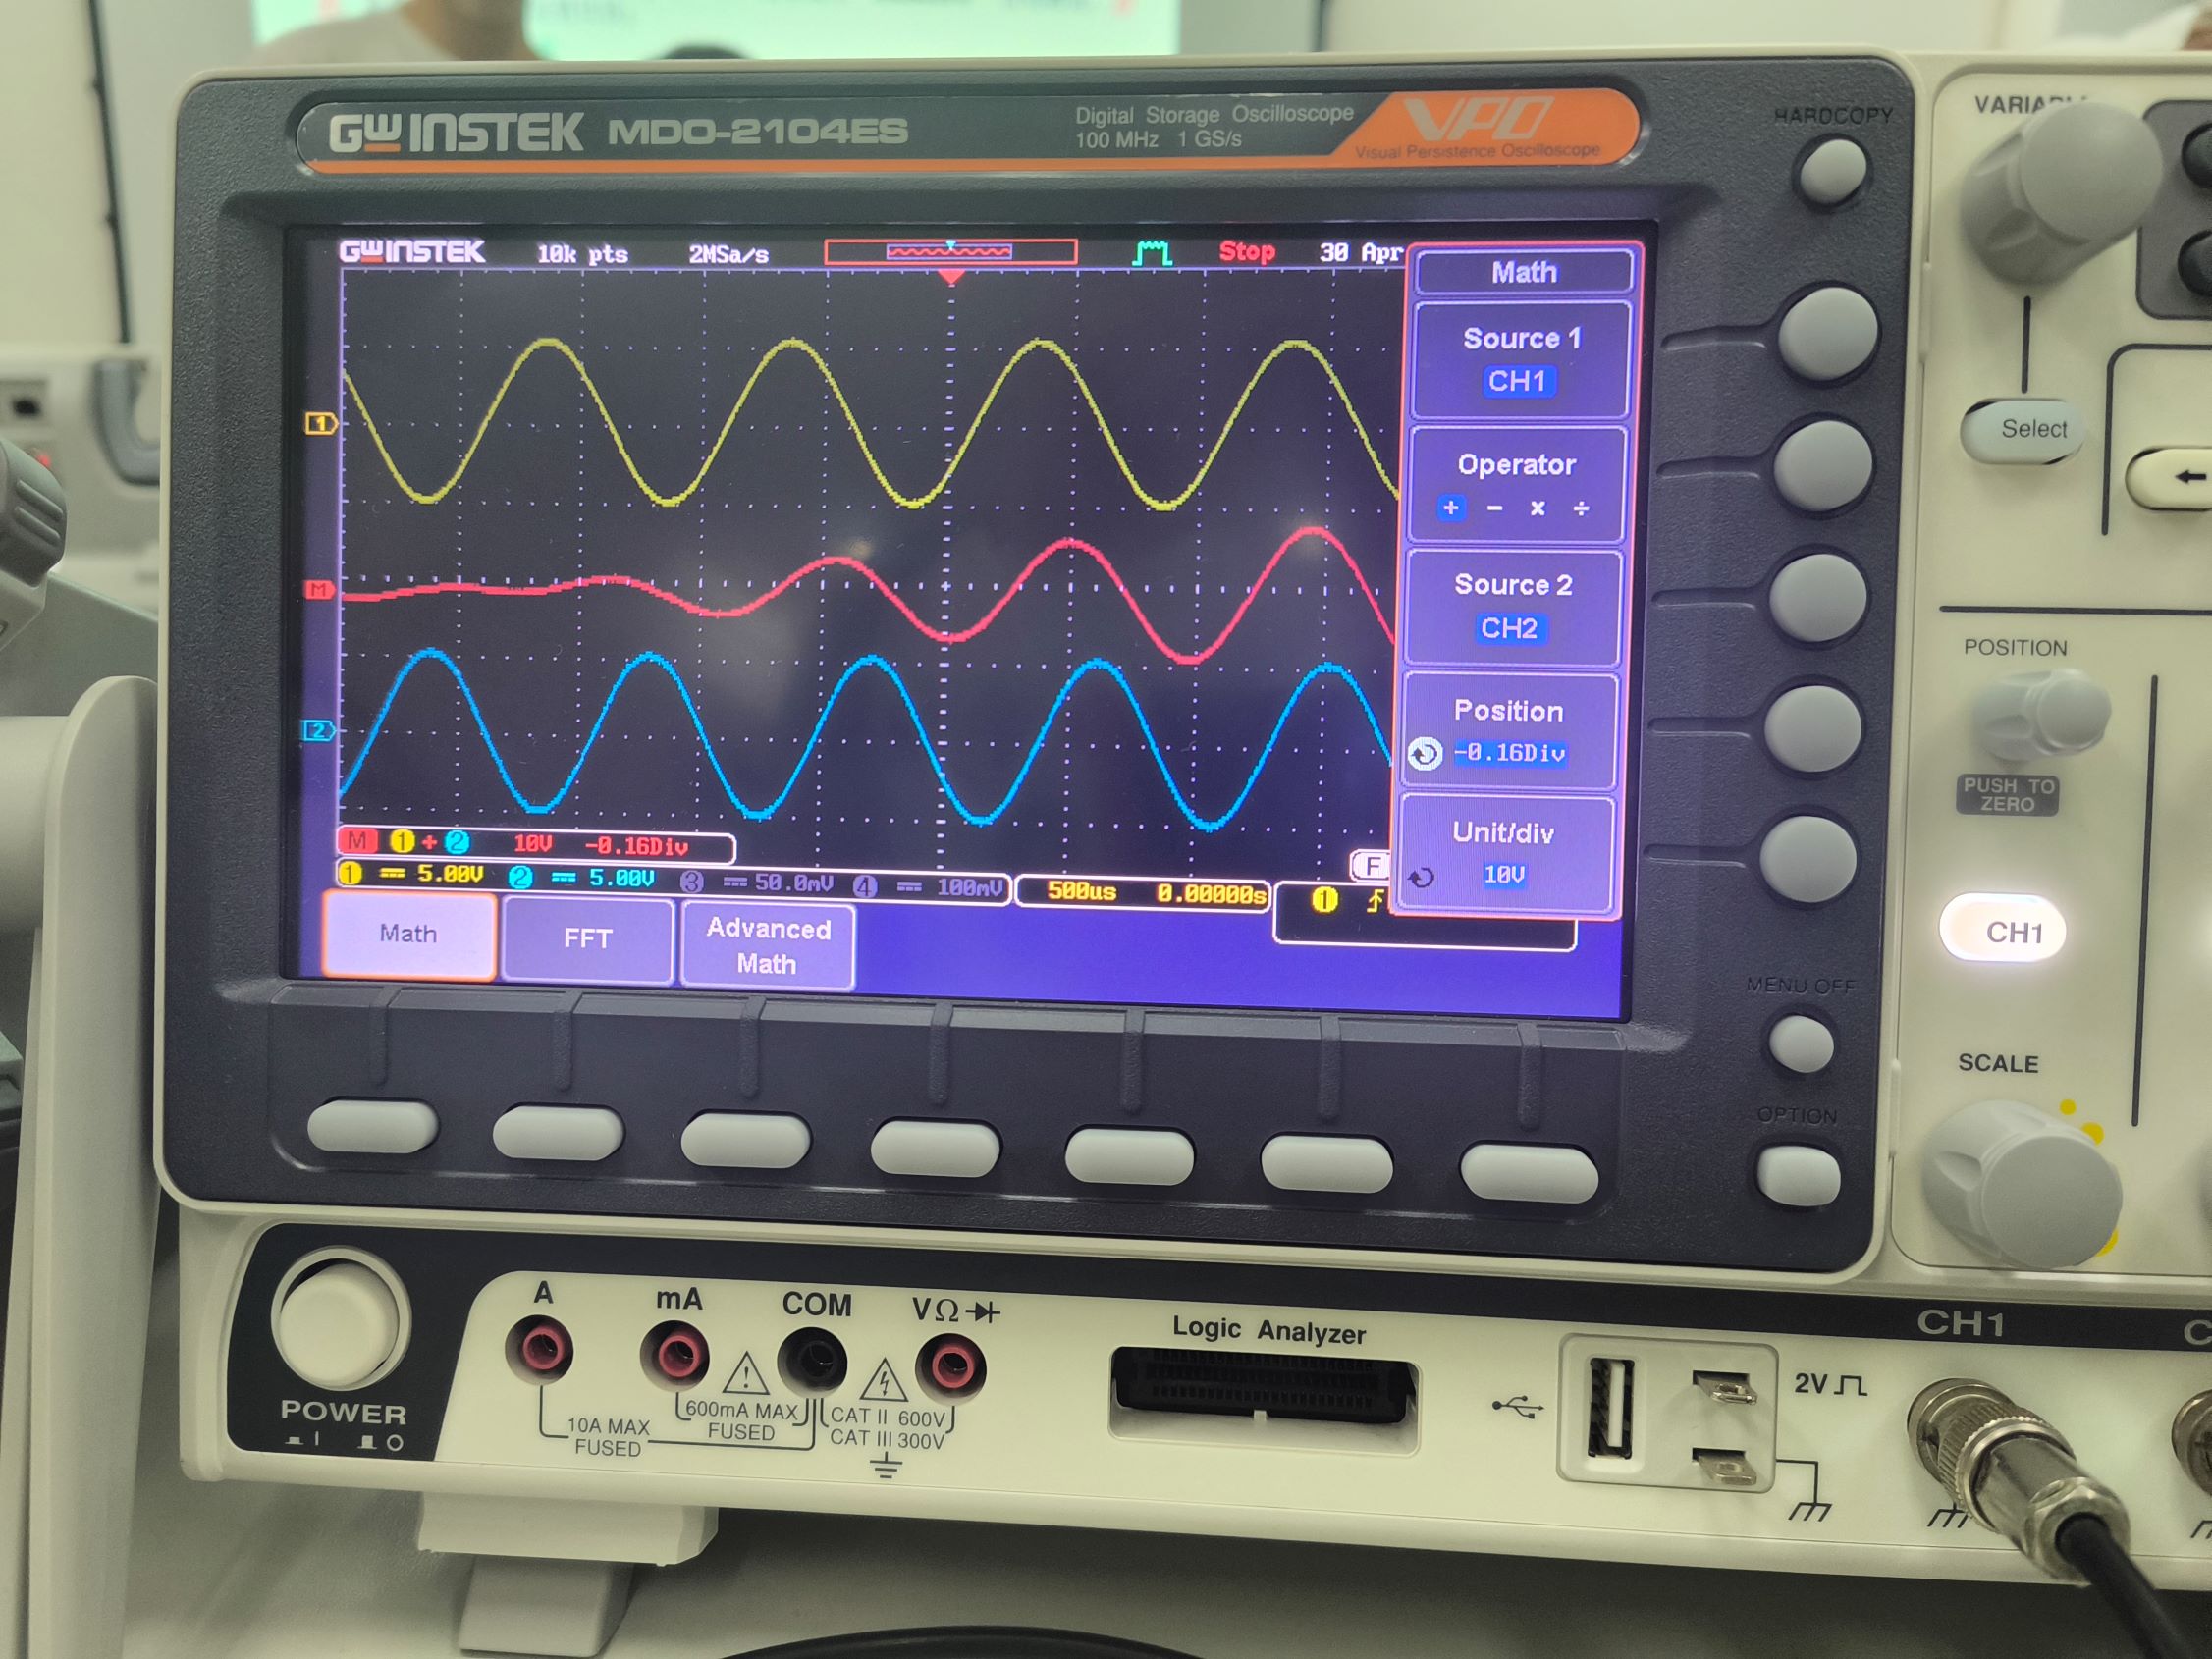 GWINSTEK MDO-2104ES
Digital Storage Oscilloscope
100 MHz 1 GS/s
VPO
Visual Persistence Oscilloscope
HARDCOPY
GWINSTEK 10k pts 2MSa/s Stop 30 Apr
Math
Source 1
CH1
Operator
+ - x ÷
Source 2
CH2
Position
-0.16Div
Unit/div
10V
1
M
2
M 1 + 2 10V -0.16Div
1 5.00V 2 5.00V 3 50.0mV 4 100mV 500us 0.00000s 1
F
Math FFT Advanced
Math
Select
POSITION
PUSH TO
ZERO
CH1
MENU OFF
SCALE
OPTION
POWER
A mA COM VΩ
10A MAX
FUSED
600mA MAX
FUSED
CAT II 600V
CAT III 300V
Logic Analyzer
2V
CH1